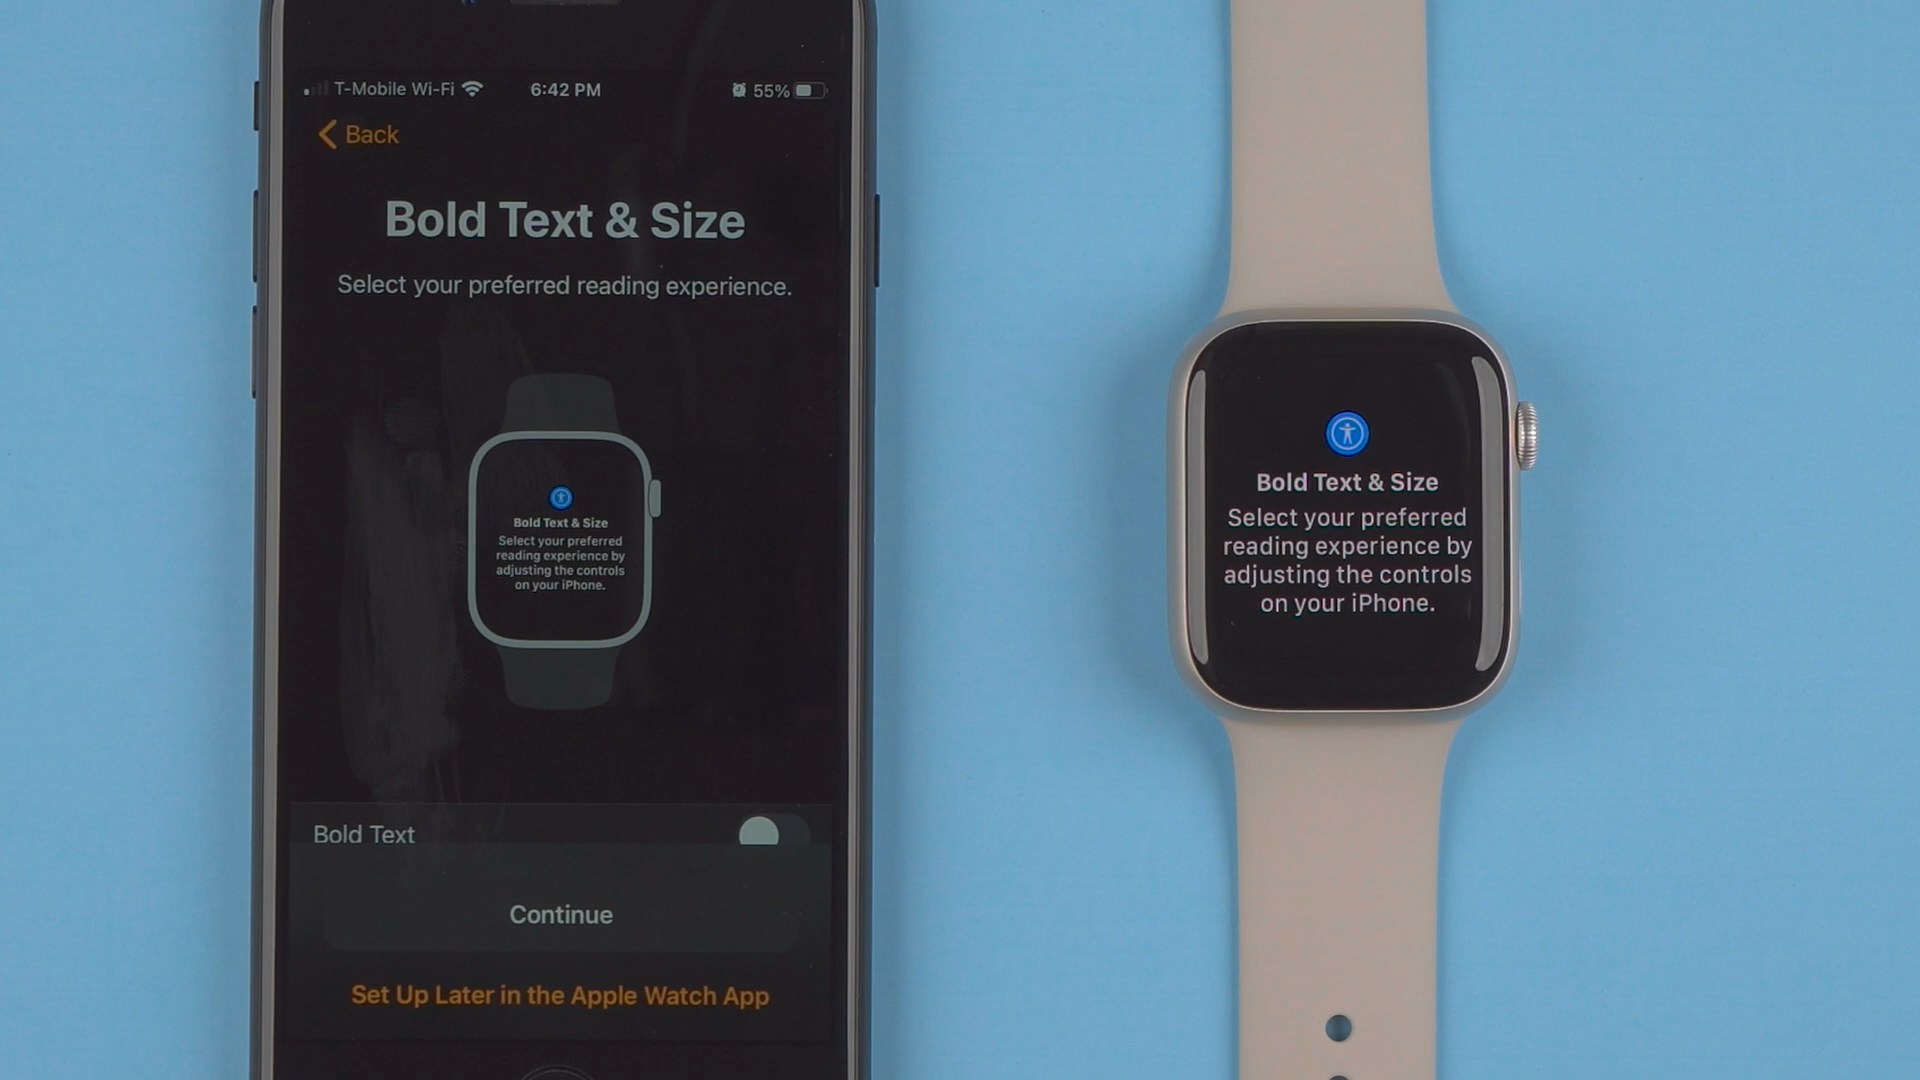 T-Mobile Wi-Fi 6:42 PM 55%
Back
Bold Text & Size
Select your preferred reading experience.
Bold Text & Size
Select your preferred
reading experience by
adjusting the controls
on your iPhone.
Bold Text
Continue
Set Up Later in the Apple Watch App
Bold Text & Size
Select your preferred
reading experience by
adjusting the controls
on your iPhone.